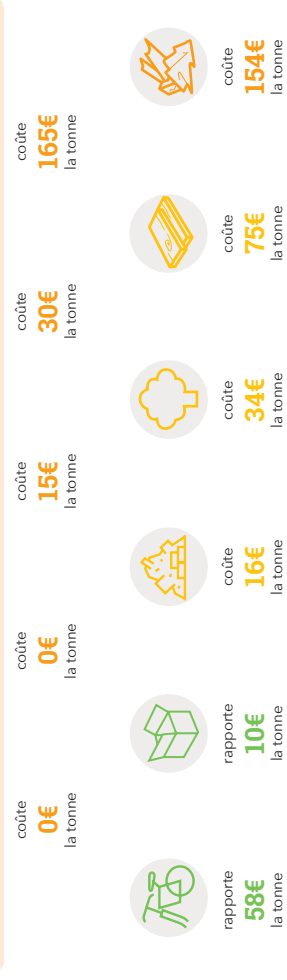 coûte
0€
la tonne
coûte
0€
la tonne
coûte
15€
la tonne
coûte
30€
la tonne
coûte
165€
la tonne
rapporte
58€
la tonne
rapporte
10€
la tonne
coûte
16€
la tonne
coûte
34€
la tonne
coûte
75€
la tonne
coûte
154€
la tonne